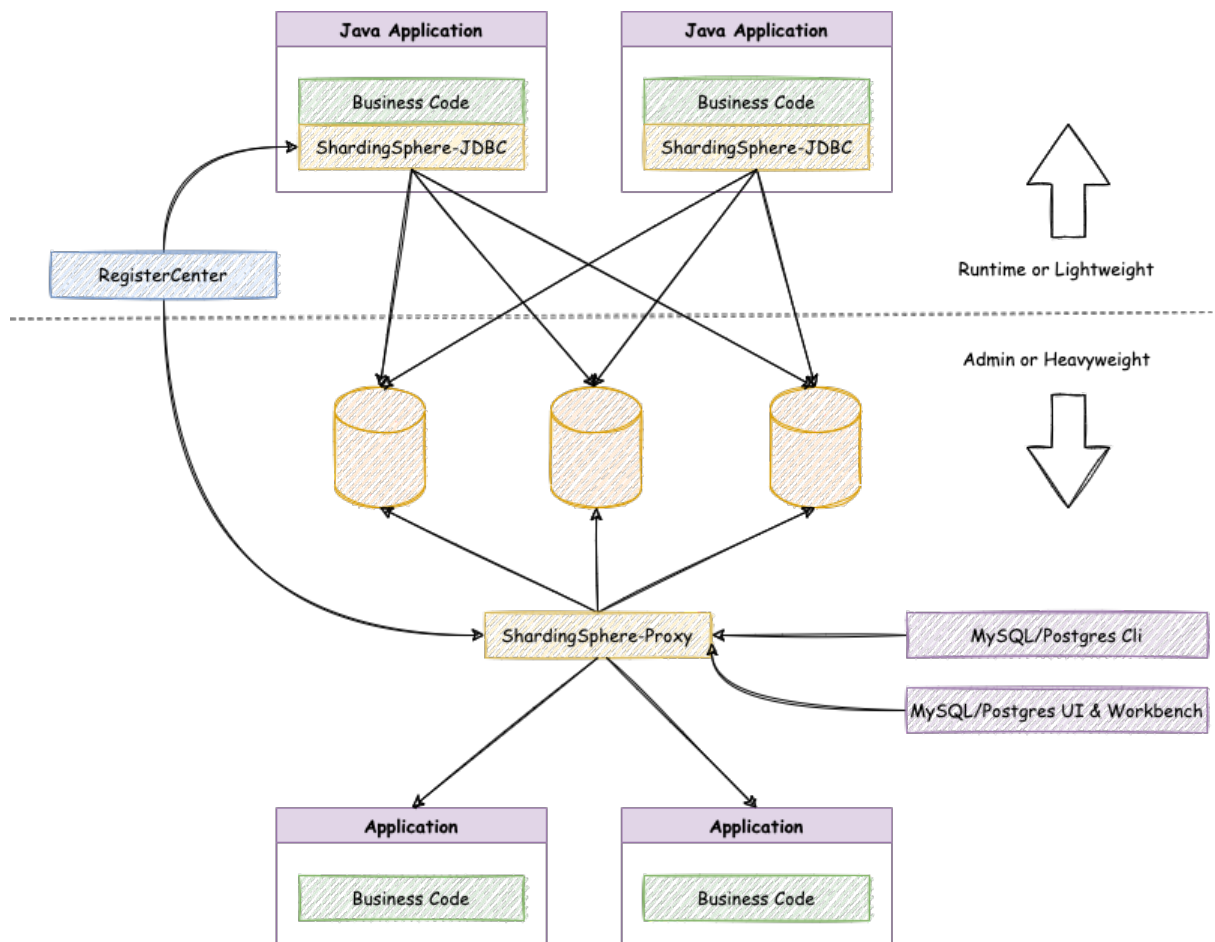 Java Application
Java Application
Business Code
Business Code
ShardingSphere-JDBC
ShardingSphere-JDBC
RegisterCenter
Runtime or Lightweight
Admin or Heavyweight
ShardingSphere-Proxy
MySQL/Postgres Cli
MySQL/Postgres UI & Workbench
Application
Application
Business Code
Business Code